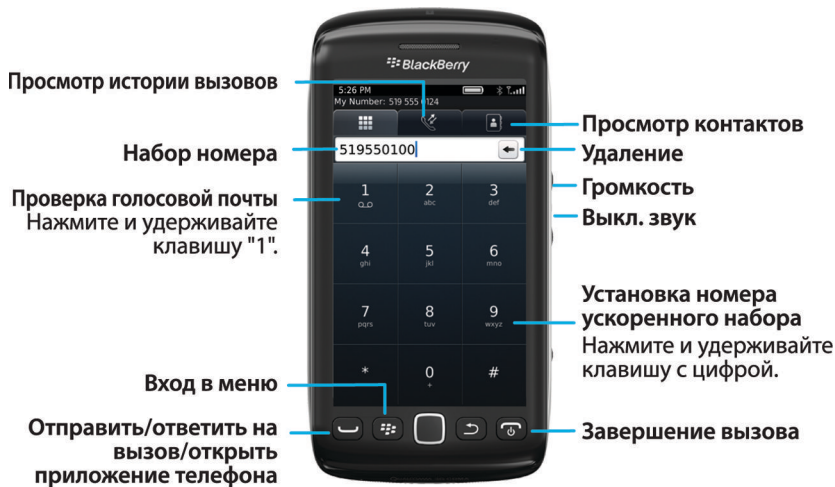 BlackBerry
Просмотр истории вызовов
5:26 PM
My Number: 519 555 0124
Просмотр контактов
Набор номера
519550100
Удаление
Проверка голосовой почты
Нажмите и удерживайте
клавишу "1".
Громкость
Выкл. звук
1
2
abc
3
def
4
ghi
5
jkl
6
mno
7
pqrs
8
tuv
9
wxyz
*
0
+
#
Установка номера
ускоренного набора
Нажмите и удерживайте
клавишу с цифрой.
Вход в меню
Отправить/ответить на
вызов/открыть
приложение телефона
Завершение вызова